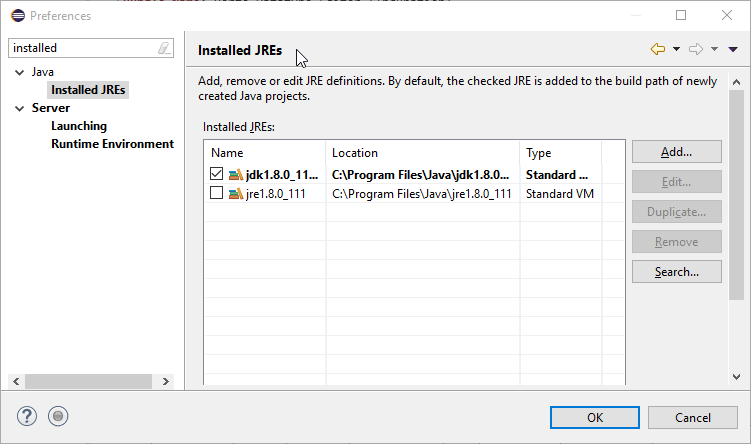 Preferences
installed
Java
Installed JREs
Server
Launching
Runtime Environment
Installed JREs
Add, remove or edit JRE definitions. By default, the checked JRE is added to the build path of newly
created Java projects.
Installed JREs:
Name Location Type
jdk1.8.0_11... C:\Program Files\Java\jdk1.8.0... Standard ...
jre1.8.0_111 C:\Program Files\Java\jre1.8.0_111 Standard VM
Add...
Edit...
Duplicate...
Remove
Search...
?
OK
Cancel